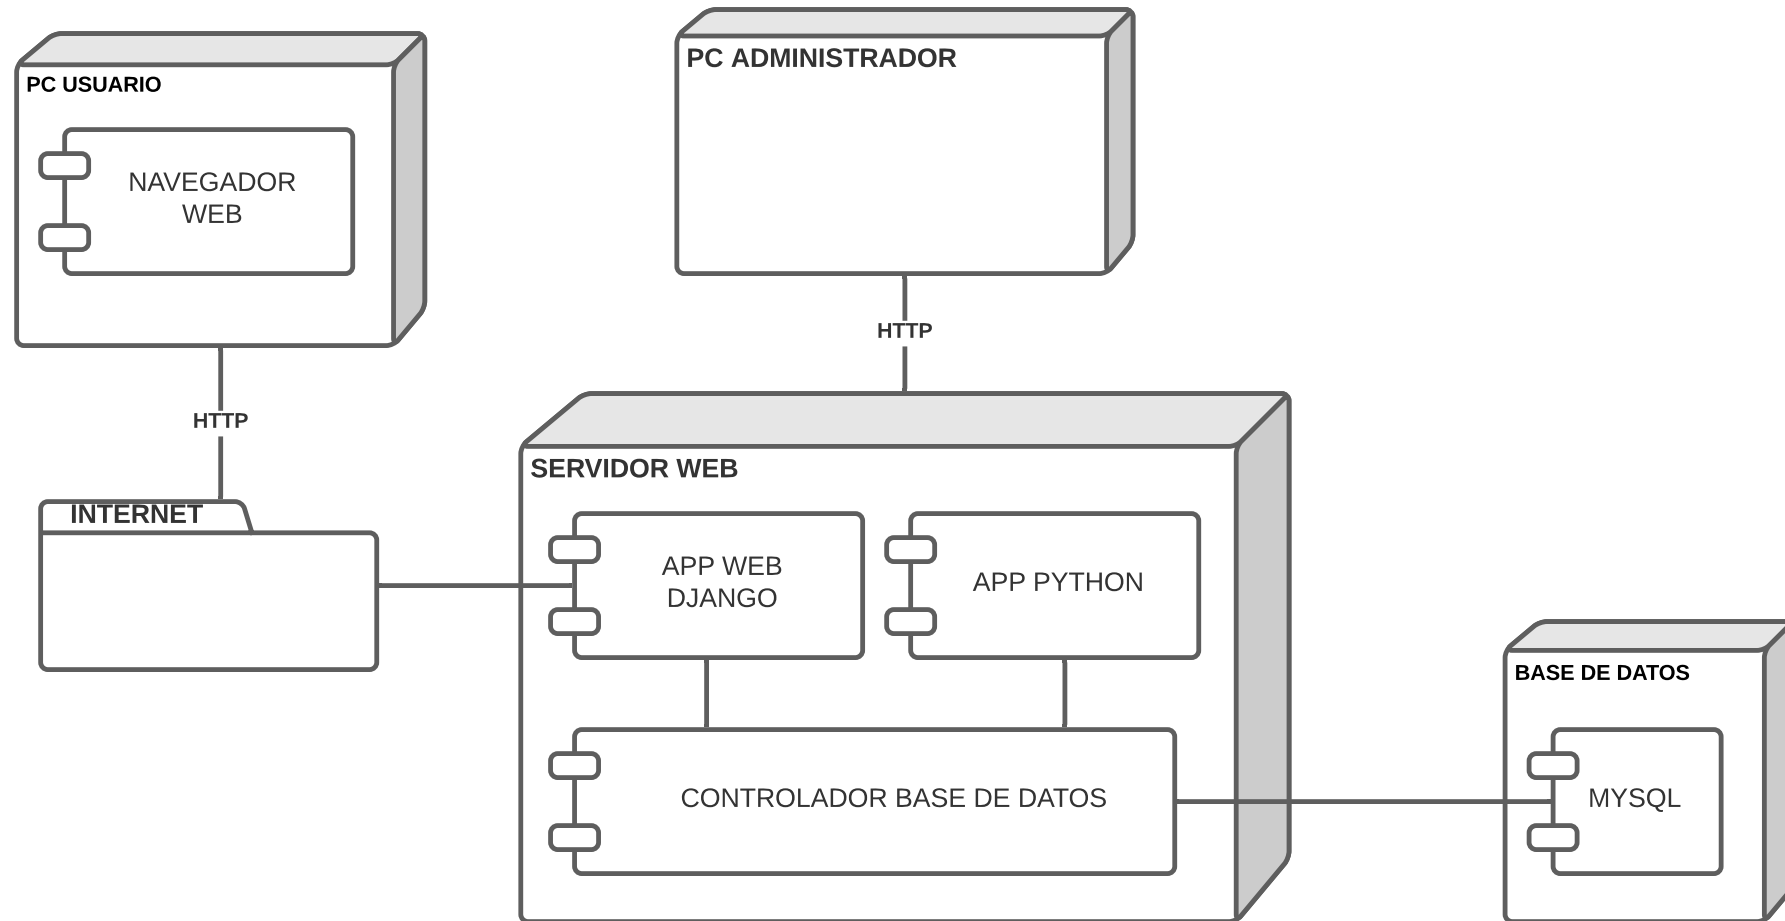 PC USUARIO
NAVEGADOR
WEB
HTTP
INTERNET
PC ADMINISTRADOR
HTTP
SERVIDOR WEB
APP WEB
DJANGO
APP PYTHON
CONTROLADOR BASE DE DATOS
BASE DE DATOS
MYSQL